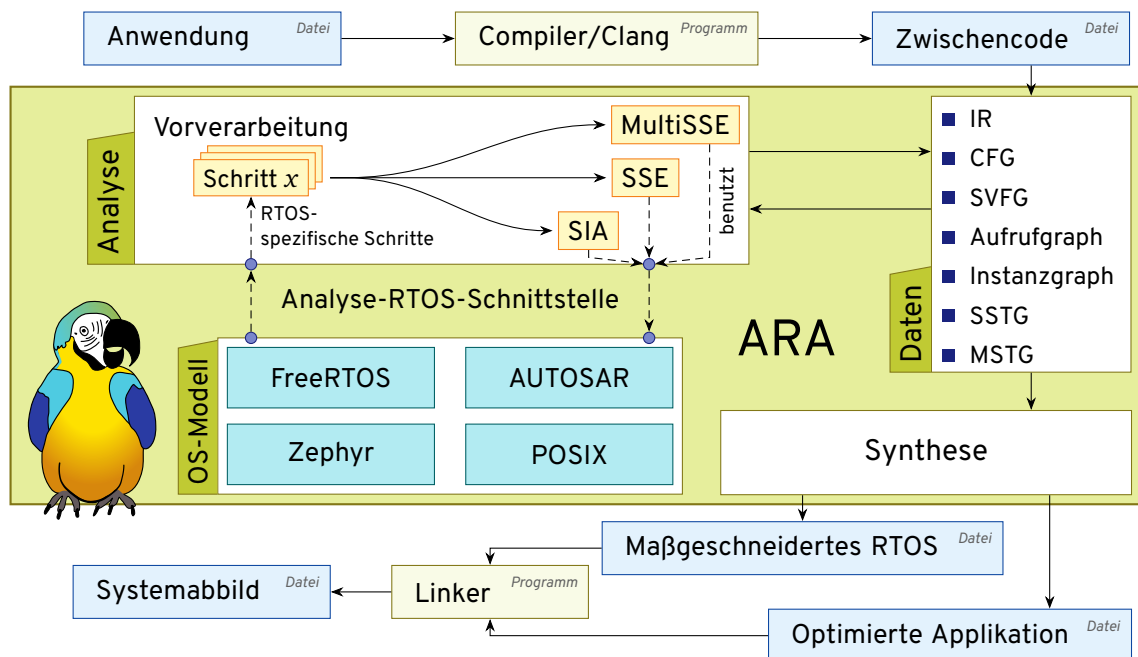 Anwendung
Datei
Compiler/Clang
Programm
Zwischencode
Datei
Analyse
Vorverarbeitung
Schritt x
RTOS-
spezifische Schritte
MultiSSE
SSE
SIA
benutzt
IR
CFG
SVFG
Aufrufgraph
Instanzgraph
SSTG
MSTG
Daten
Analyse-RTOS-Schnittstelle
ARA
OS-Modell
FreeRTOS
AUTOSAR
Zephyr
POSIX
Synthese
Maßgeschneidertes RTOS
Datei
Systemabbild
Datei
Linker
Programm
Optimierte Applikation
Datei